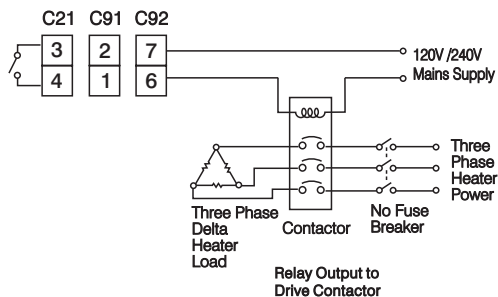 C21 C91 C92
3 2 7
4 1 6
120V /240V
Mains Supply
Three
Phase
Heater
Power
Three Phase
Delta
Heater
Load
Contactor
No Fuse
Breaker
Relay Output to
Drive Contactor